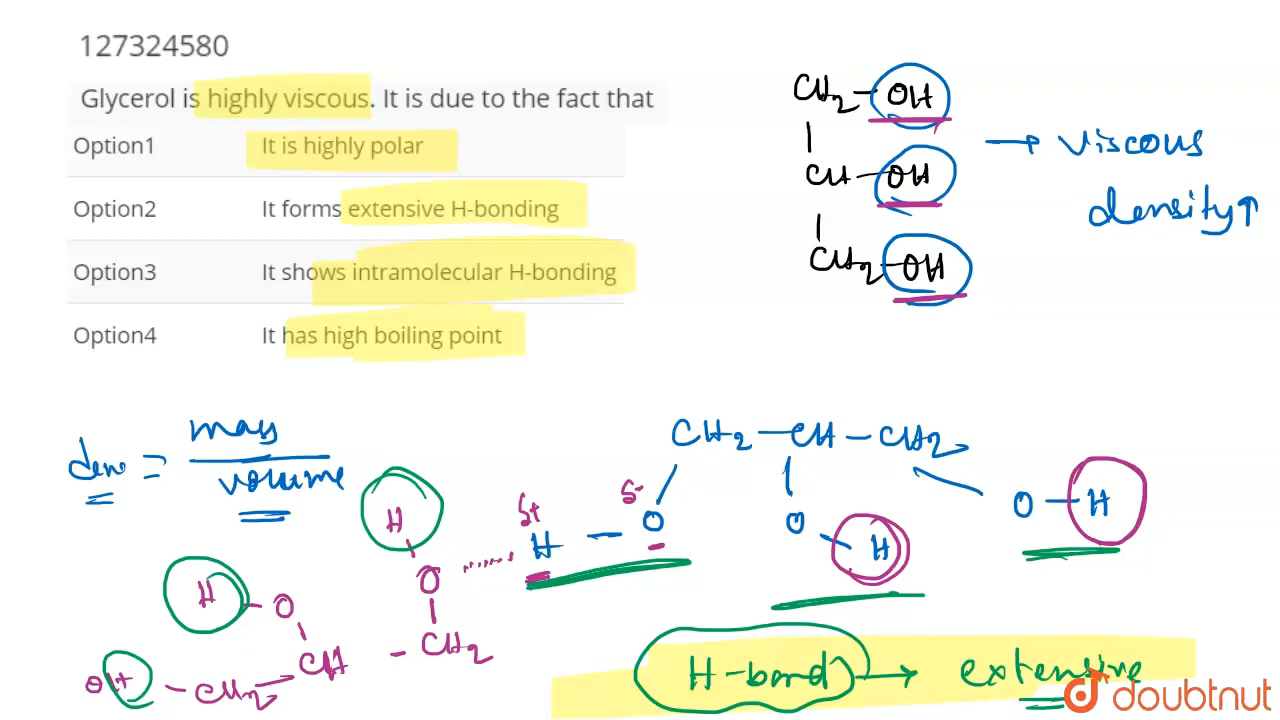 127324580
Glycerol is highly viscous. It is due to the fact that
Option1 It is highly polar
Option2 It forms extensive H-bonding
Option3 It shows intramolecular H-bonding
Option4 It has high boiling point
CH2-OH
CH-OH
CH2-OH
→ viscous
density↑
den = mass
volume
CH2-CH-CH2
δ+ δ-
H-O
O-H
O-H
H
O
H-O
CH-CH2
OH-CH2
H-bond → extensive
doubtnut